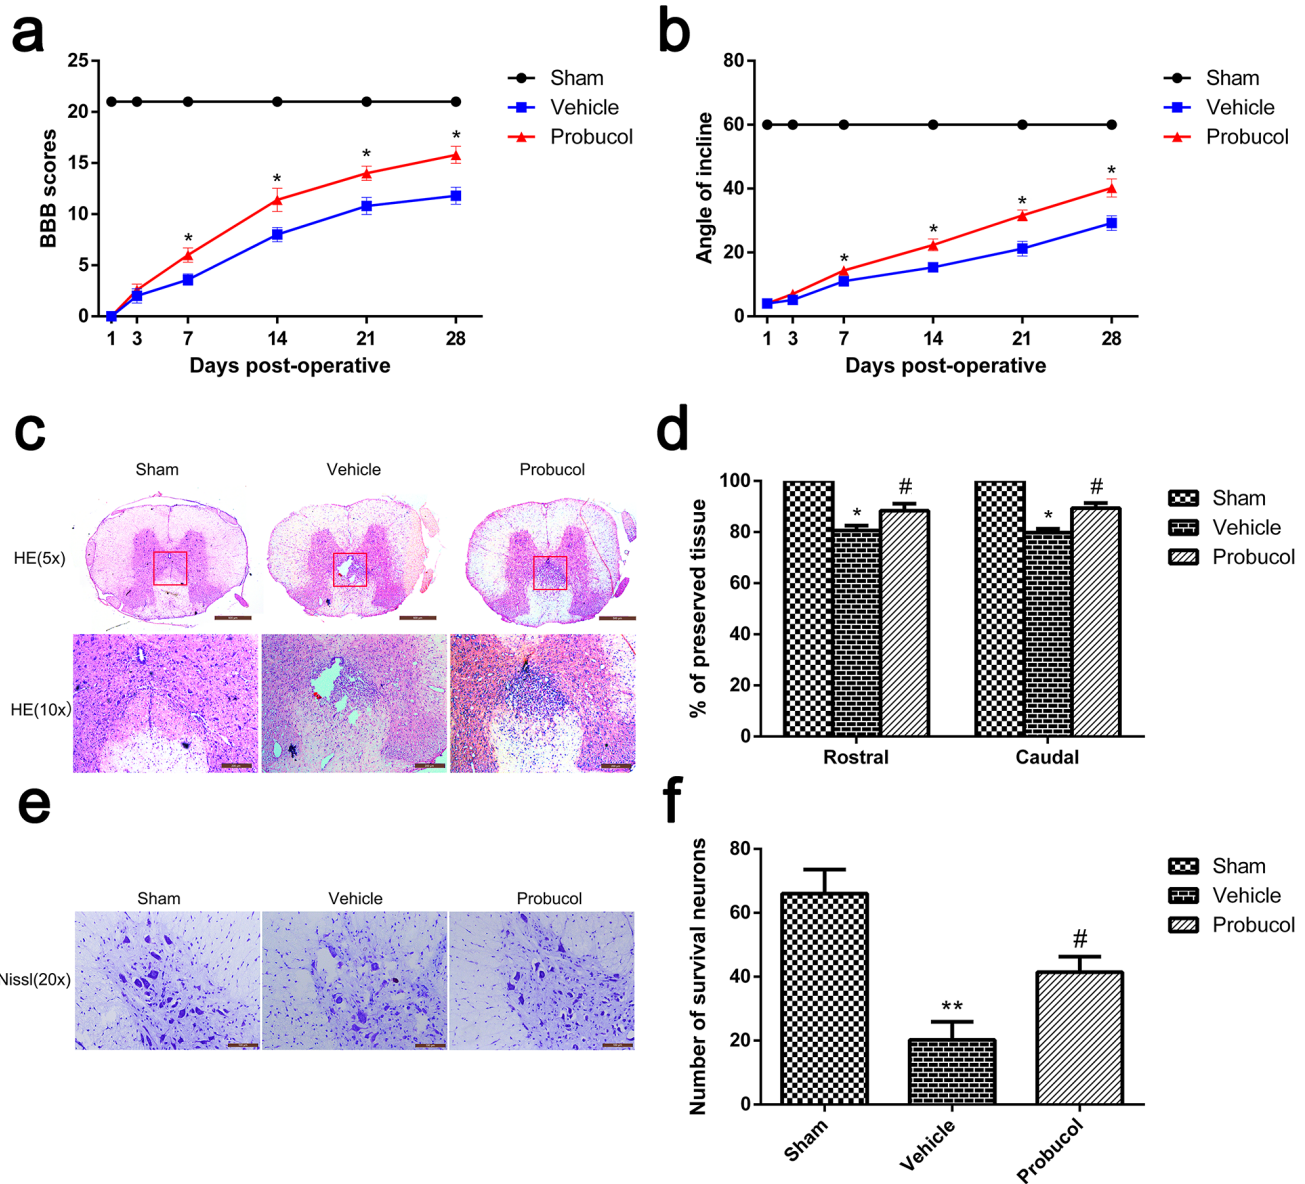 a
25
20
15
10
5
0
BBB scores
1 3 7 14 21 28
Days post-operative
Sham
Vehicle
Probucol
* * * *
b
80
60
40
20
0
Angle of incline
1 3 7 14 21 28
Days post-operative
Sham
Vehicle
Probucol
* * * *
c
Sham Vehicle Probucol
HE(5x)
HE(10x)
d
100
80
60
40
20
0
% of preserved tissue
* # * #
Rostral Caudal
Sham
Vehicle
Probucol
e
Sham Vehicle Probucol
Nissl(20x)
f
80
60
40
20
0
Number of survival neurons
** #
Sham Vehicle Probucol
Sham
Vehicle
Probucol